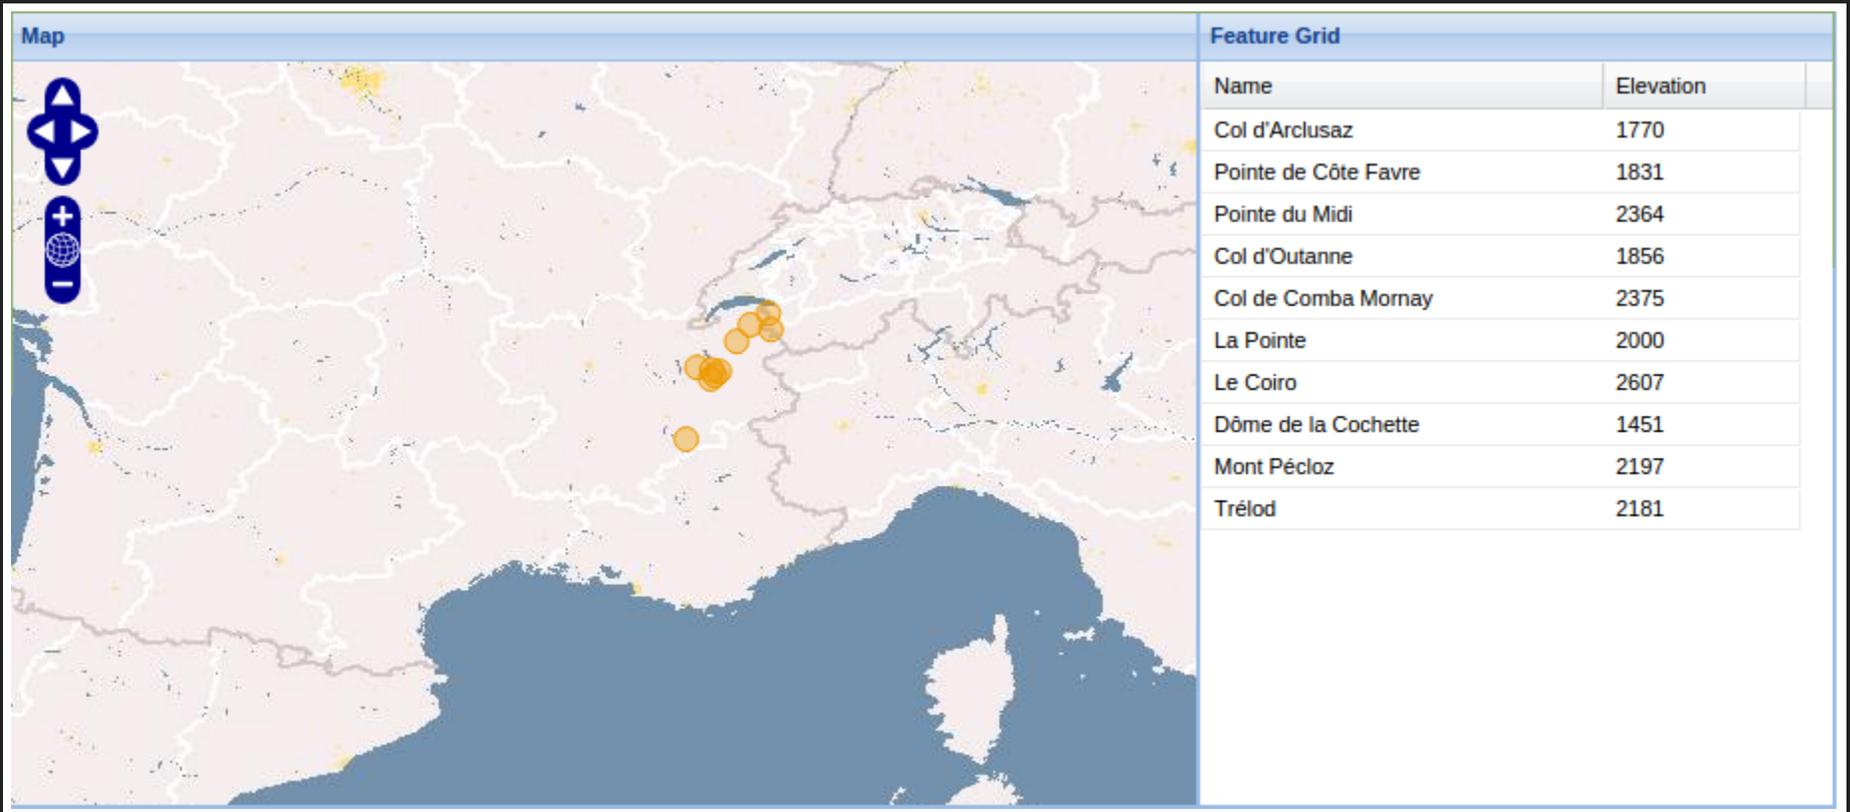 Map
Feature Grid
Name Elevation
Col d'Arclusaz 1770
Pointe de Côte Favre 1831
Pointe du Midi 2364
Col d'Outanne 1856
Col de Comba Mornay 2375
La Pointe 2000
Le Coiro 2607
Dôme de la Cochette 1451
Mont Pécloz 2197
Trélod 2181